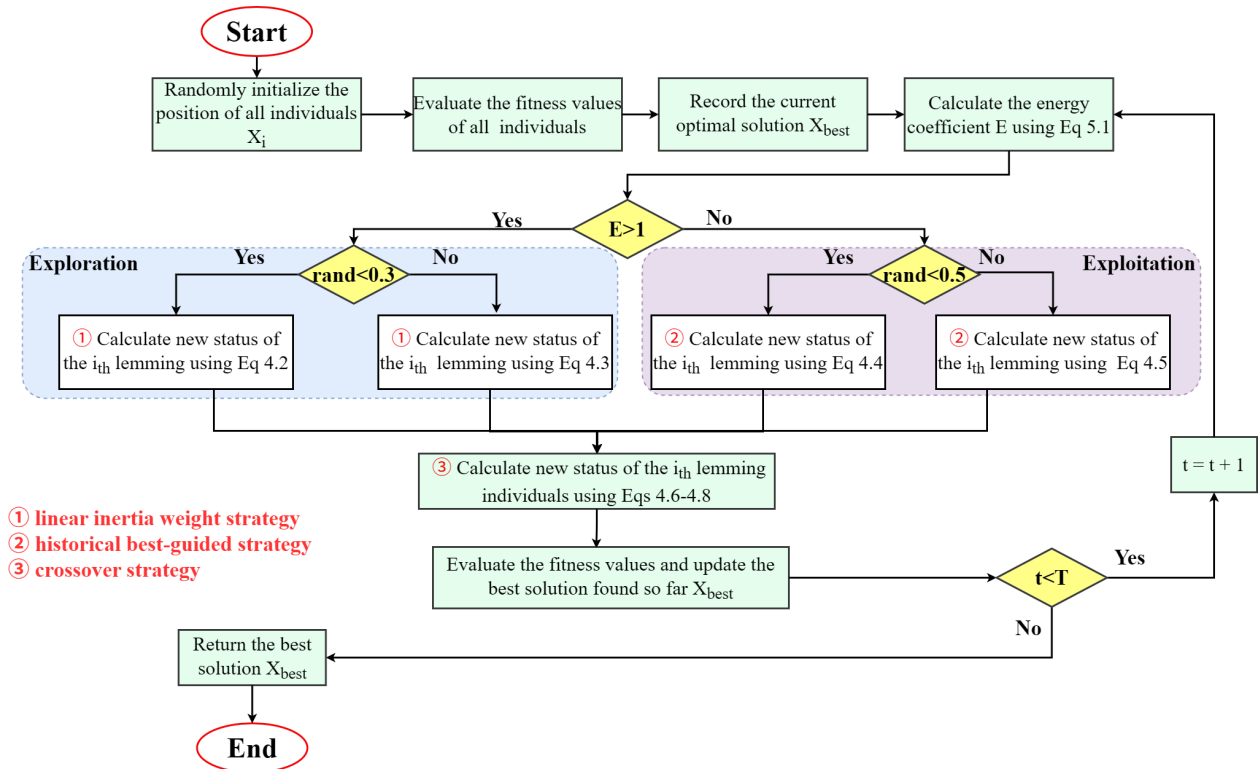 Start
Randomly initialize the
position of all individuals
Xi
Evaluate the fitness values
of all individuals
Record the current
optimal solution Xbest
Calculate the energy
coefficient E using Eq 5.1
E>1
Yes
No
Exploration
Yes
rand<0.3
No
Yes
rand<0.5
No
Exploitation
① Calculate new status of
the ith lemming using Eq 4.2
① Calculate new status of
the ith lemming using Eq 4.3
② Calculate new status of
the ith lemming using Eq 4.4
② Calculate new status of
the ith lemming using Eq 4.5
③ Calculate new status of the ith lemming
individuals using Eqs 4.6-4.8
t = t + 1
① linear inertia weight strategy
② historical best-guided strategy
③ crossover strategy
Evaluate the fitness values and update the
best solution found so far Xbest
t<T
Yes
No
Return the best
solution Xbest
End